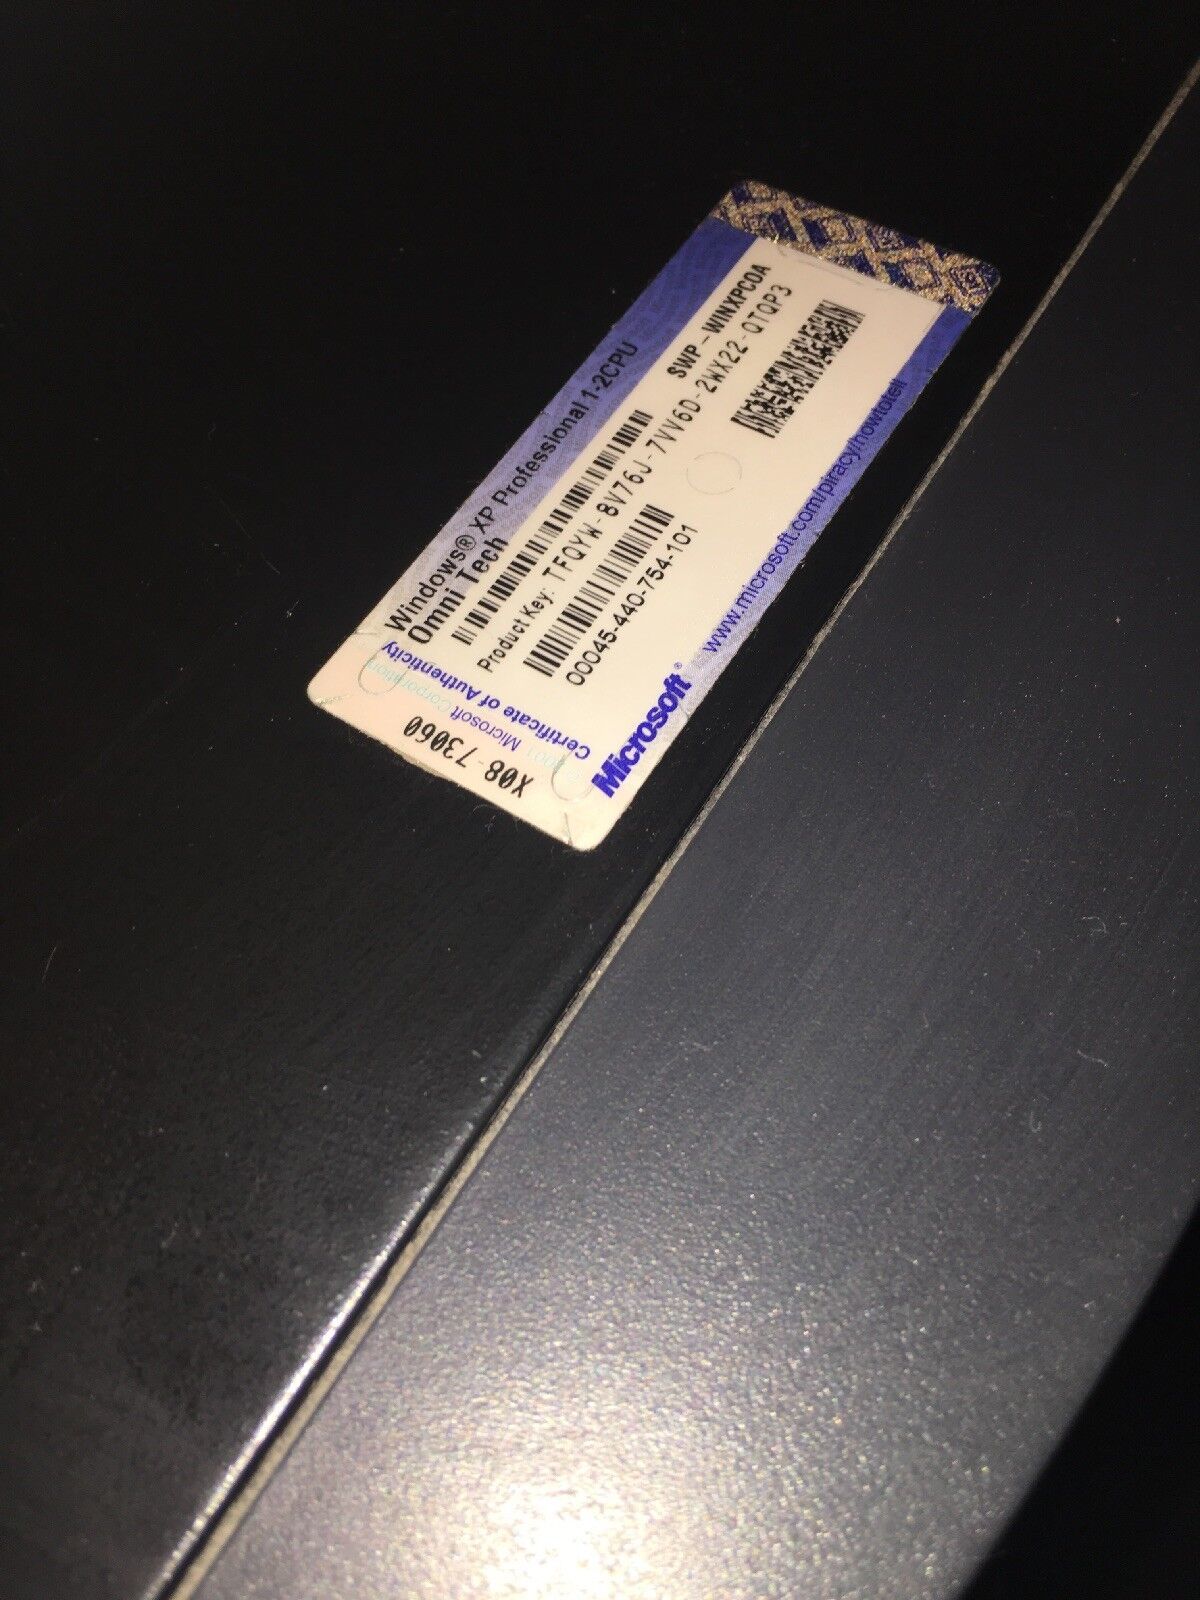 Windows® XP Professional 1-2CPU
Omni Tech
SWP-WINXPCOA
Product Key: TFQYW-8V76J-7VV6D-2WX22-QTQP3
00045-440-754-101
Microsoft®
www.microsoft.com/piracy/howtotell
Certificate of Authenticity
Microsoft Corporation
X08-73060